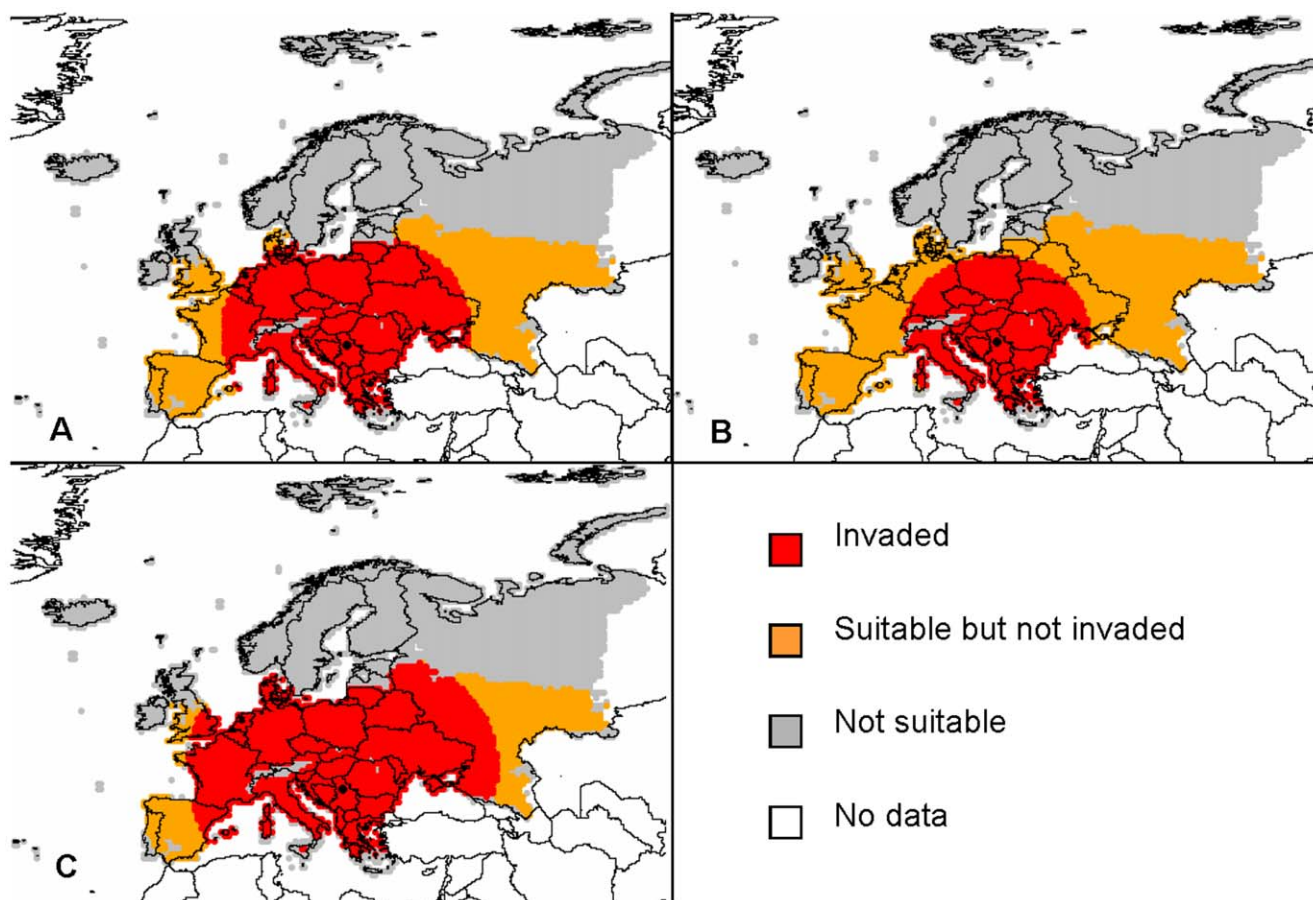 A
B
C
Invaded
Suitable but not invaded
Not suitable
No data